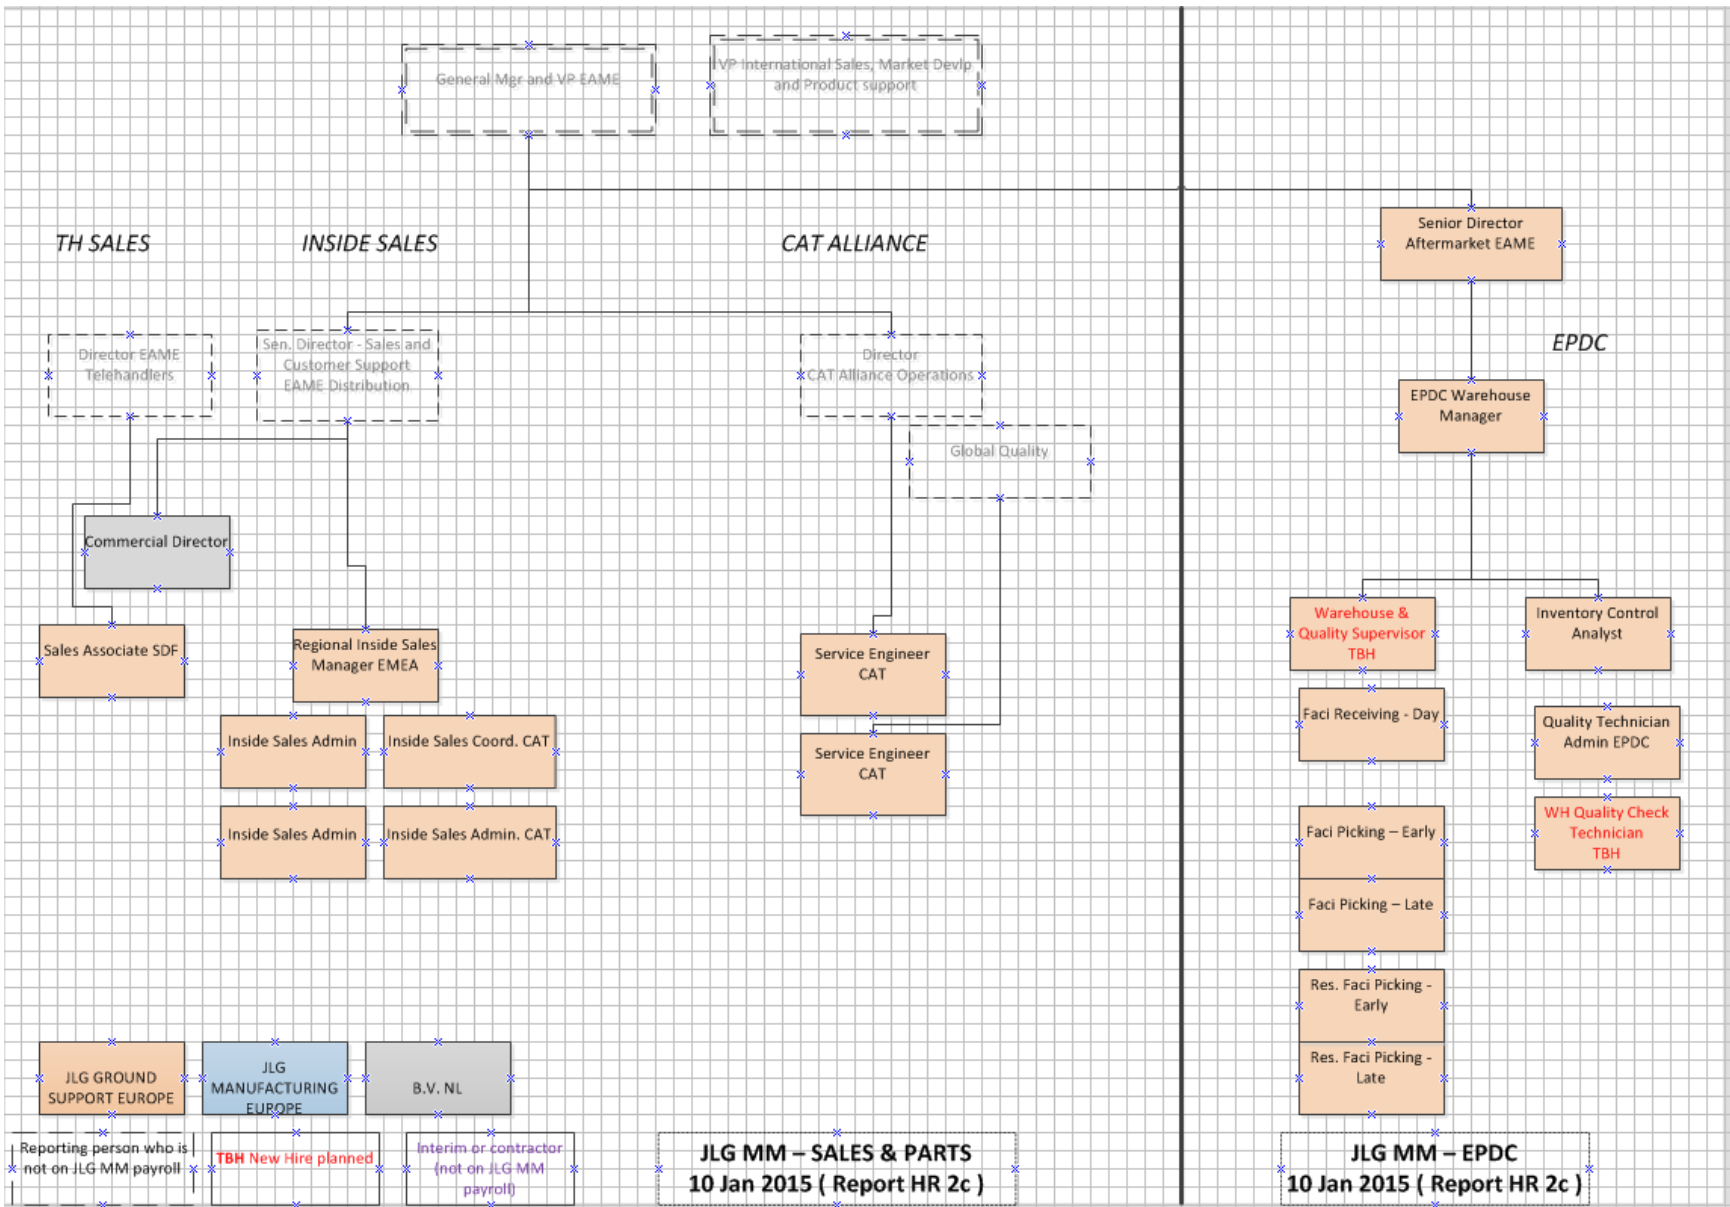 General Mgr and VP EAME
VP International Sales, Market Devlp
and Product support
Senior Director
Aftermarket EAME
TH SALES
INSIDE SALES
CAT ALLIANCE
EPDC
Director EAME
Telehandlers
Sen. Director - Sales and
Customer Support
EAME Distribution
Director
CAT Alliance Operations
Global Quality
EPDC Warehouse
Manager
Commercial Director
Sales Associate SDF
Regional Inside Sales
Manager EMEA
Inside Sales Admin
Inside Sales Coord. CAT
Inside Sales Admin
Inside Sales Admin. CAT
Service Engineer
CAT
Service Engineer
CAT
Warehouse &
Quality Supervisor
TBH
Inventory Control
Analyst
Faci Receiving - Day
Quality Technician
Admin EPDC
Faci Picking – Early
WH Quality Check
Technician
TBH
Faci Picking – Late
Res. Faci Picking -
Early
Res. Faci Picking -
Late
JLG GROUND
SUPPORT EUROPE
JLG
MANUFACTURING
EUROPE
B.V. NL
Reporting person who is
not on JLG MM payroll
TBH New Hire planned
Interim or contractor
(not on JLG MM
payroll)
JLG MM – SALES & PARTS
10 Jan 2015 ( Report HR 2c )
JLG MM – EPDC
10 Jan 2015 ( Report HR 2c )